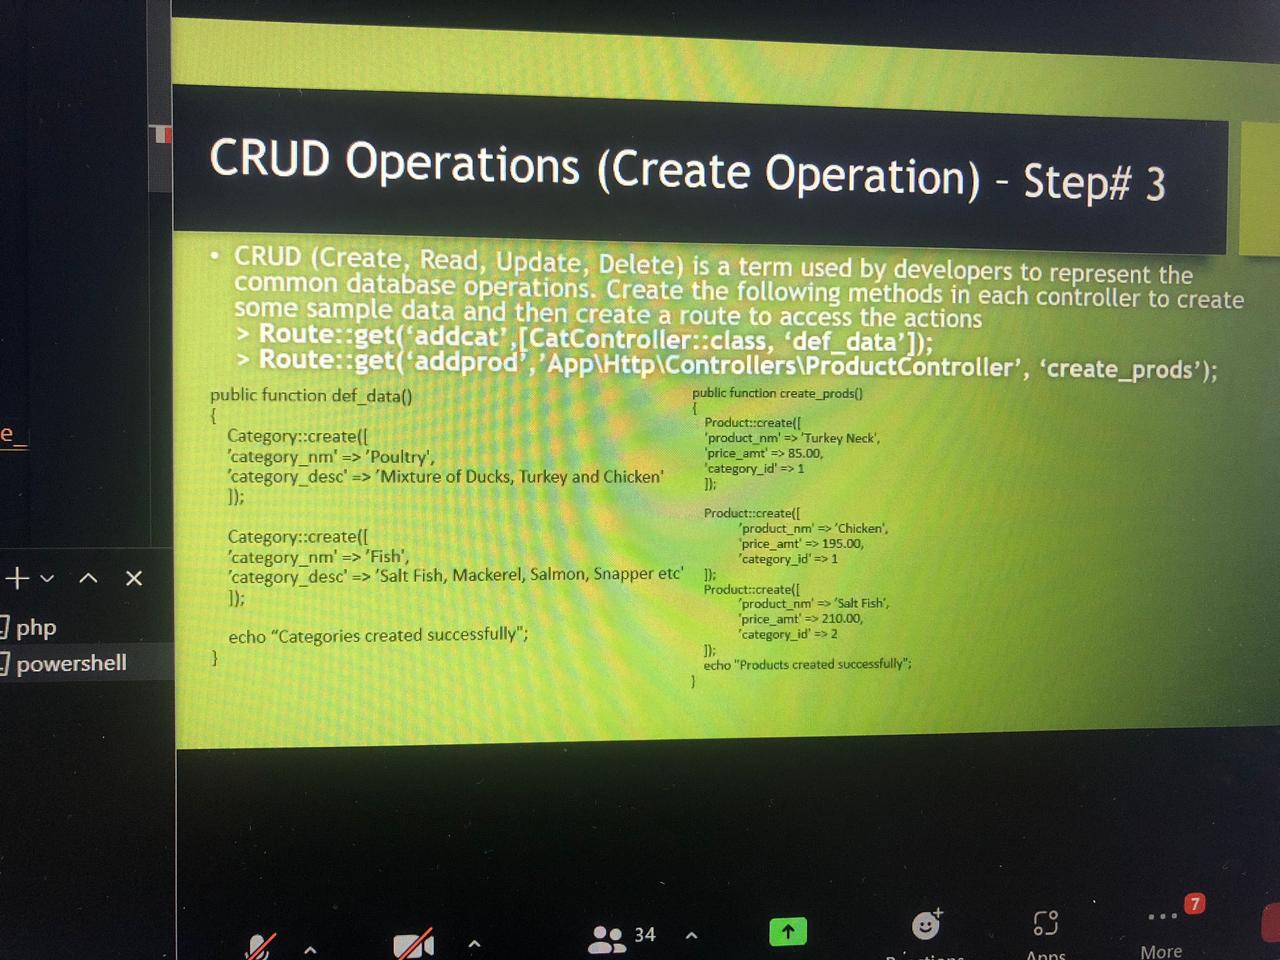 CRUD Operations (Create Operation) - Step# 3
• CRUD (Create, Read, Update, Delete) is a term used by developers to represent the
common database operations. Create the following methods in each controller to create
some sample data and then create a route to access the actions
> Route::get(‘addcat’,[CatController::class, ‘def_data’]);
> Route::get(‘addprod’,’App\Http\Controllers\ProductController’, ‘create_prods’);
public function def_data()
{
Category::create([
'category_nm' => 'Poultry',
'category_desc' => 'Mixture of Ducks, Turkey and Chicken'
]);
Category::create([
'category_nm' => 'Fish',
'category_desc' => 'Salt Fish, Mackerel, Salmon, Snapper etc'
]);
echo “Categories created successfully";
}
public function create_prods()
{
Product::create([
'product_nm' => 'Turkey Neck',
'price_amt' => 85.00,
'category_id' => 1
]);
Product::create([
'product_nm' => 'Chicken',
'price_amt' => 195.00,
'category_id' => 1
]);
Product::create([
'product_nm' => 'Salt Fish',
'price_amt' => 210.00,
'category_id' => 2
]);
echo "Products created successfully";
}
e_
php
powershell
34
Apps
7
More